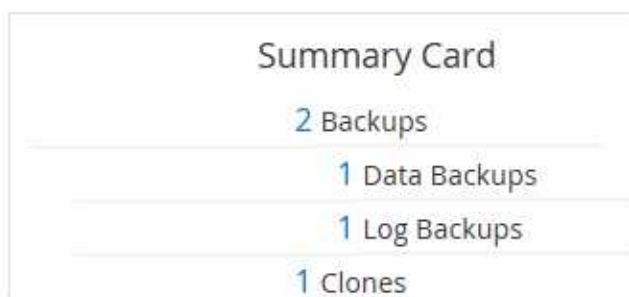 Summary Card
2 Backups
1 Data Backups
1 Log Backups
1 Clones